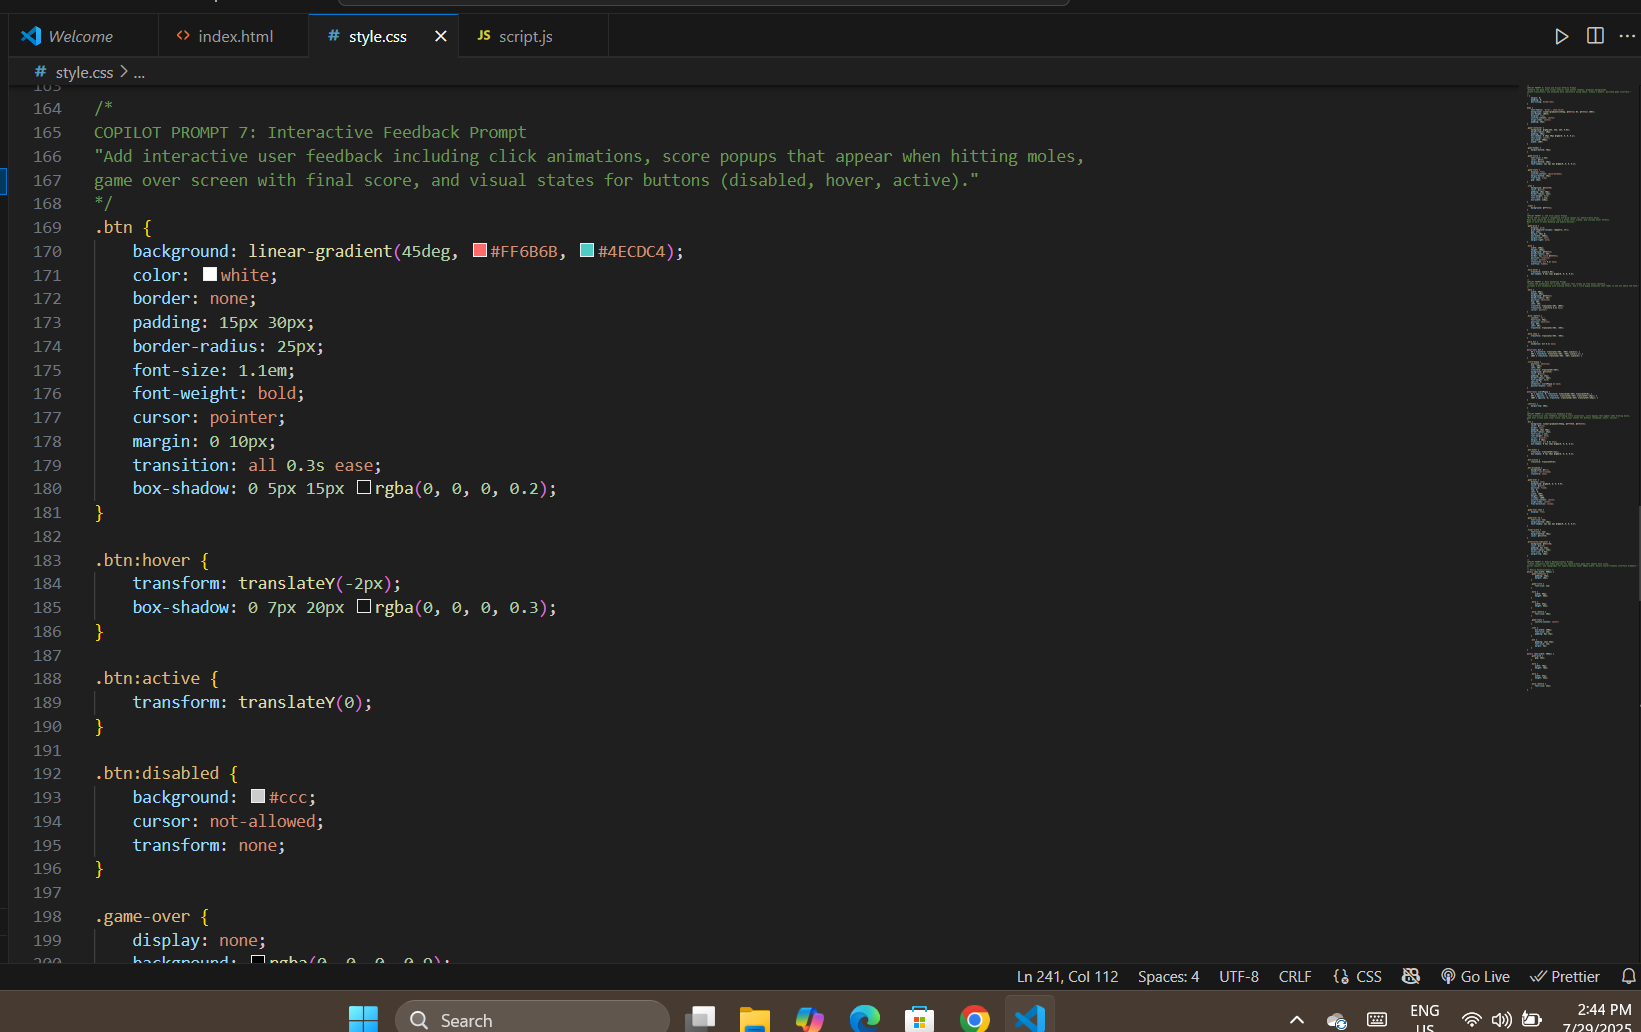 Welcome
index.html
# style.css
JS script.js
# style.css > ...
163
164 /*
165 COPILOT PROMPT 7: Interactive Feedback Prompt
166 "Add interactive user feedback including click animations, score popups that appear when hitting moles,
167 game over screen with final score, and visual states for buttons (disabled, hover, active)."
168 */
169 .btn {
170 background: linear-gradient(45deg, #FF6B6B, #4ECDC4);
171 color: white;
172 border: none;
173 padding: 15px 30px;
174 border-radius: 25px;
175 font-size: 1.1em;
176 font-weight: bold;
177 cursor: pointer;
178 margin: 0 10px;
179 transition: all 0.3s ease;
180 box-shadow: 0 5px 15px rgba(0, 0, 0, 0.2);
181 }
182
183 .btn:hover {
184 transform: translateY(-2px);
185 box-shadow: 0 7px 20px rgba(0, 0, 0, 0.3);
186 }
187
188 .btn:active {
189 transform: translateY(0);
190 }
191
192 .btn:disabled {
193 background: #ccc;
194 cursor: not-allowed;
195 transform: none;
196 }
197
198 .game-over {
199 display: none;
200 background: rgba(0, 0, 0, 0.9);
Ln 241, Col 112 Spaces: 4 UTF-8 CRLF {} CSS Go Live Prettier
Search
ENG
US
2:44 PM
7/29/2025